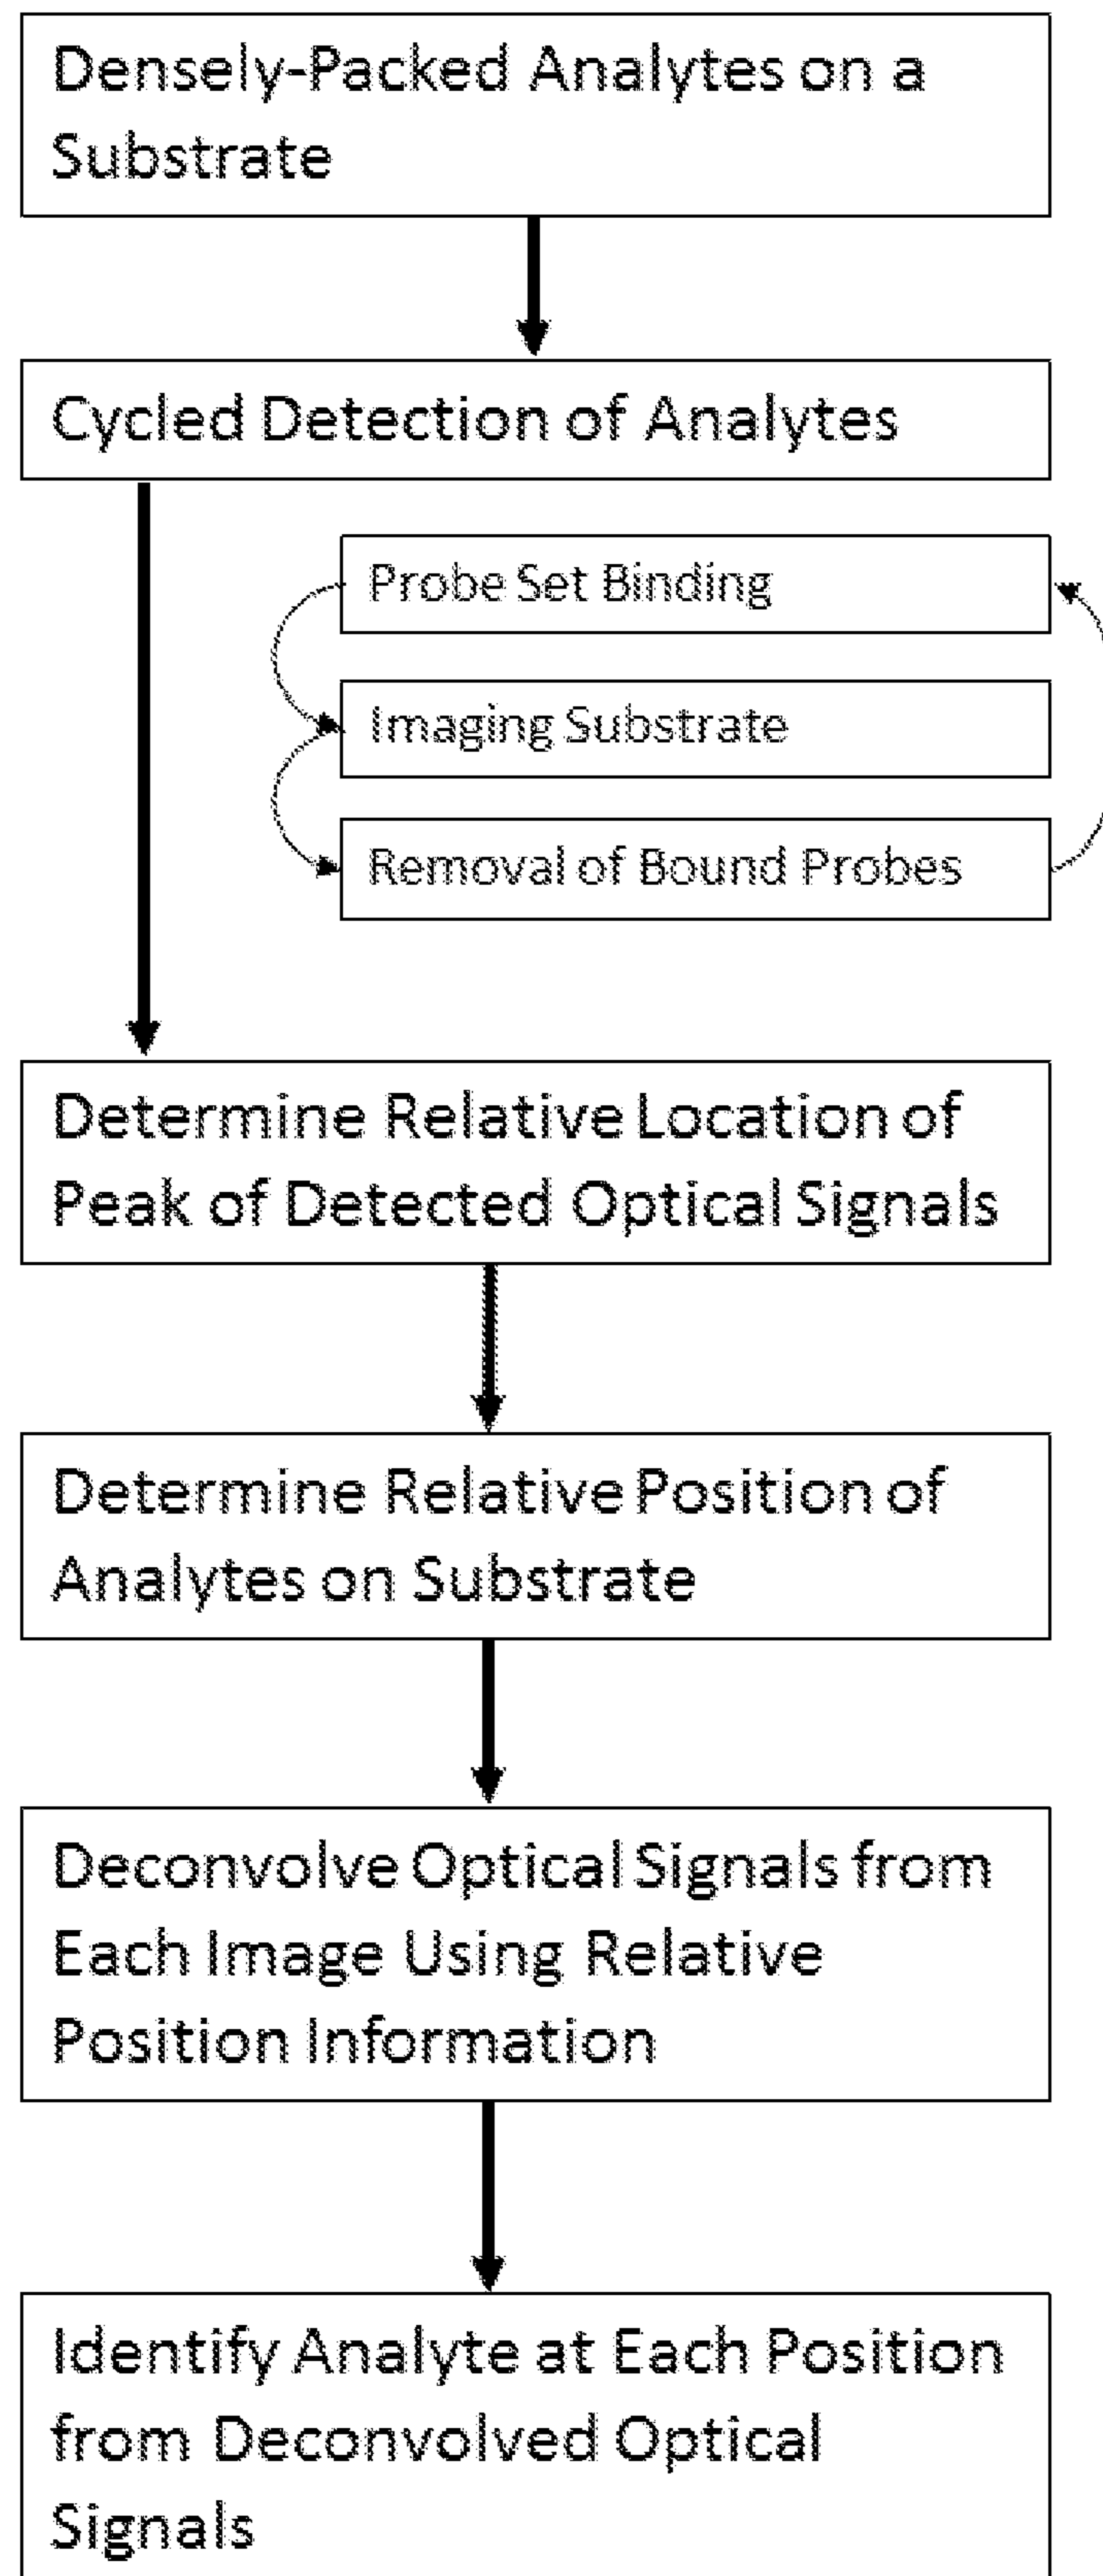 Densely-Packed Analytes on a
Substrate
Cycled Detection of Analytes
Probe Set Binding
Imaging Substrate
Removal of Bound Probes
Determine Relative Location of
Peak of Detected Optical Signals
Determine Relative Position of
Analytes on Substrate
Deconvolve Optical Signals from
Each Image Using Relative
Position Information
Identify Analyte at Each Position
from Deconvolved Optical
Signals